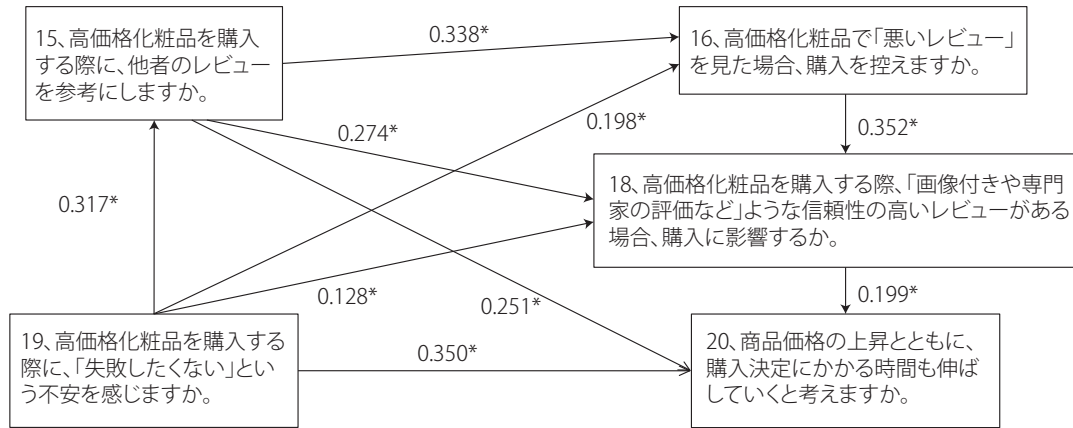 15、高価格化粧品を購入
する際に、他者のレビュー
を参考にしますか。
0.338*
16、高価格化粧品で「悪いレビュー」
を見た場合、購入を控えますか。
0.274*
0.198*
0.352*
0.317*
18、高価格化粧品を購入する際、「画像付きや専門
家の評価など」ような信頼性の高いレビューがある
場合、購入に影響するか。
0.128*
0.251*
0.199*
19、高価格化粧品を購入する
際に、「失敗したくない」とい
う不安を感じますか。
0.350*
20、商品価格の上昇とともに、
購入決定にかかる時間も伸ば
していくと考えますか。